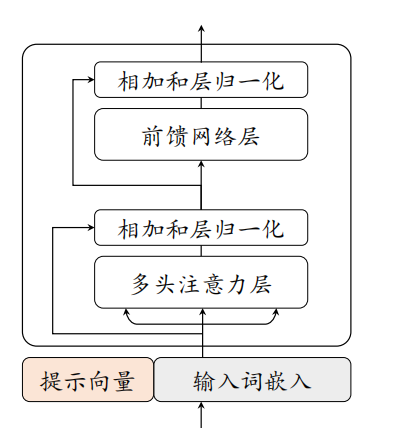 相加和层归一化
前馈网络层
相加和层归一化
多头注意力层
提示向量 输入词嵌入